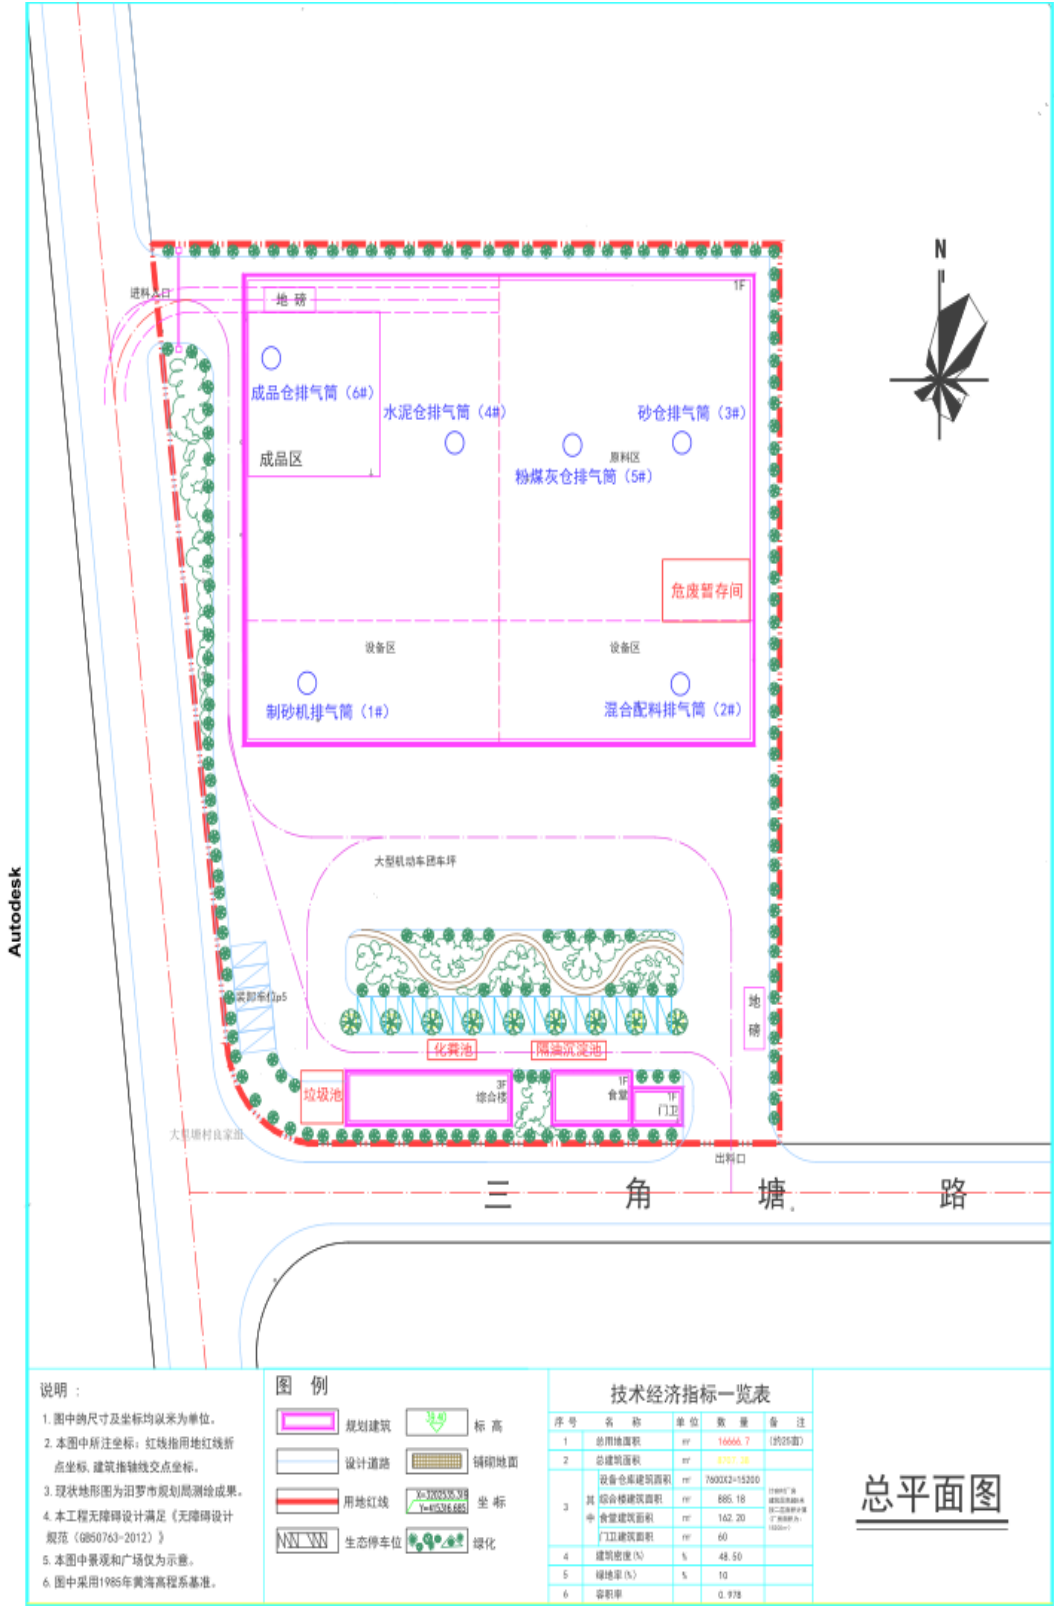 N
进料入口
地 磅
1F
成品仓排气筒（6#）
水泥仓排气筒（4#）
砂仓排气筒（3#）
成品区
原料区
粉煤灰仓排气筒（5#）
危废暂存间
设备区
设备区
制砂机排气筒（1#）
混合配料排气筒（2#）
大型机动车团车坪
Autodesk
装卸车位p5
地
磅
化粪池
隔油沉淀池
垃圾池
3F
综合楼
1F
食堂
1F
门卫
出料口
三 角 塘 路
说明：
1. 图中的尺寸及坐标均以米为单位。
2. 本图中所注坐标：红线指用地红线折
点坐标，建筑指轴线交点坐标。
3. 现状地形图为汨罗市规划局测绘成果。
4. 本工程无障碍设计满足《无障碍设计
规范（GB50763-2012）》
5. 本图中景观和广场仅为示意。
6. 图中采用1985年黄海高程系基准。
图 例
规划建筑
标 高
设计道路
铺砌地面
用地红线
坐 标
生态停车位
绿化
技术经济指标一览表
序 号 名 称 单 位 数 量 备 注
1 总用地面积 ㎡ 16666.7 (约25亩)
2 总建筑面积 ㎡
3 其中 设备仓库建筑面积 ㎡ 7600X2=15200
综合楼建筑面积 ㎡ 885.18
食堂建筑面积 ㎡ 162.20
门卫建筑面积 ㎡ 60
4 建筑密度(%) % 48.50
5 绿地率(%) % 10
6 容积率 0.978
总平面图